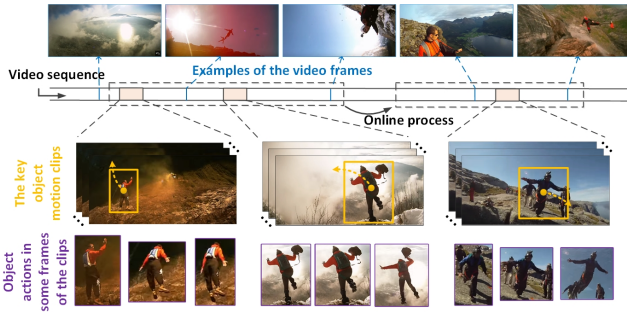 Video sequence
Examples of the video frames
Online process
The key
object
motion clips
Object
actions in
some frames
of the clips